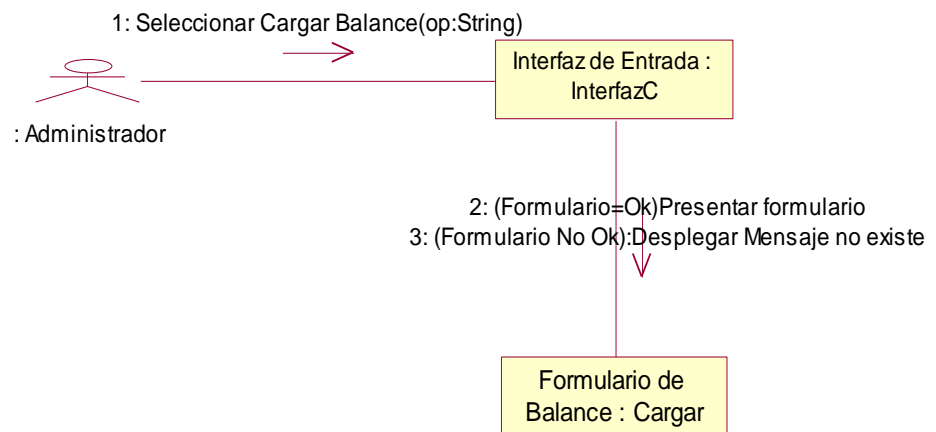 1: Seleccionar Cargar Balance(op:String)
Interfaz de Entrada :
InterfazC
: Administrador
2: (Formulario=Ok)Presentar formulario
3: (Formulario No Ok):Desplegar Mensaje no existe
Formulario de
Balance : Cargar